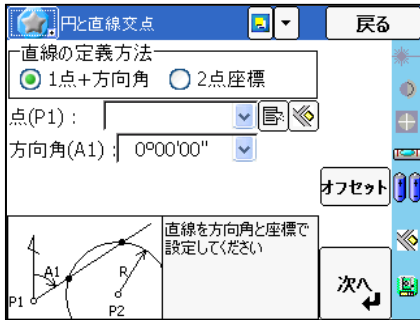 円と直線交点
戻る
直線の定義方法
1点+方向角 2点座標
点(P1) :
方向角(A1) : 0°00'00"
オフセット
直線を方向角と座標で
設定してください
A1
R
P1
P2
次へ